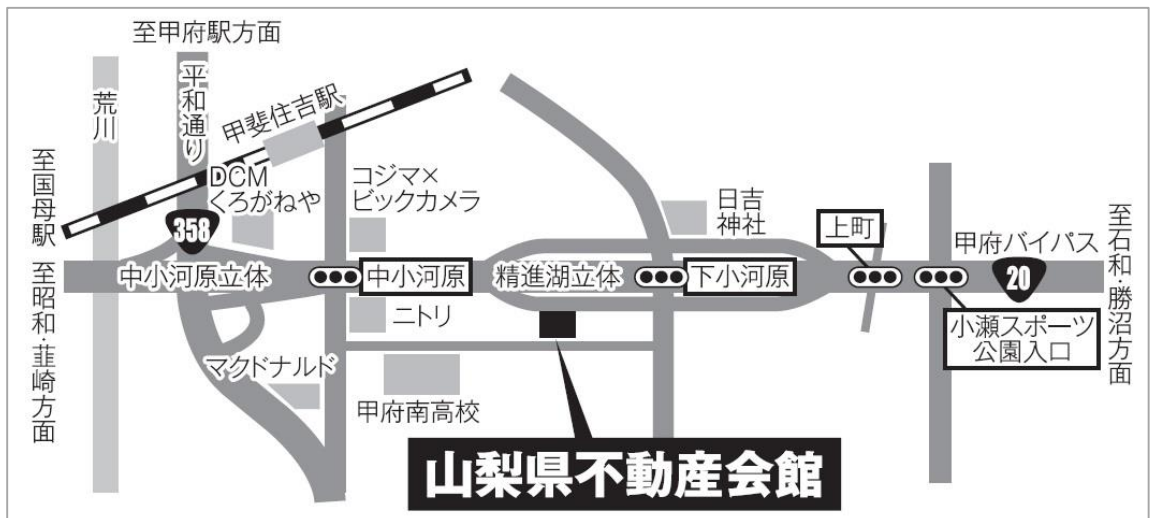 至甲府駅方面
荒川
平和通り
甲斐住吉駅
至国母駅
DCM
くろがねや
コジマ×
ビックカメラ
日吉
神社
上町
甲府バイパス
至石和・勝沼方面
358
至昭和・韮崎方面
中小河原立体
中小河原
精進湖立体
下小河原
20
小瀬スポーツ
公園入口
ニトリ
マクドナルド
甲府南高校
山梨県不動産会館